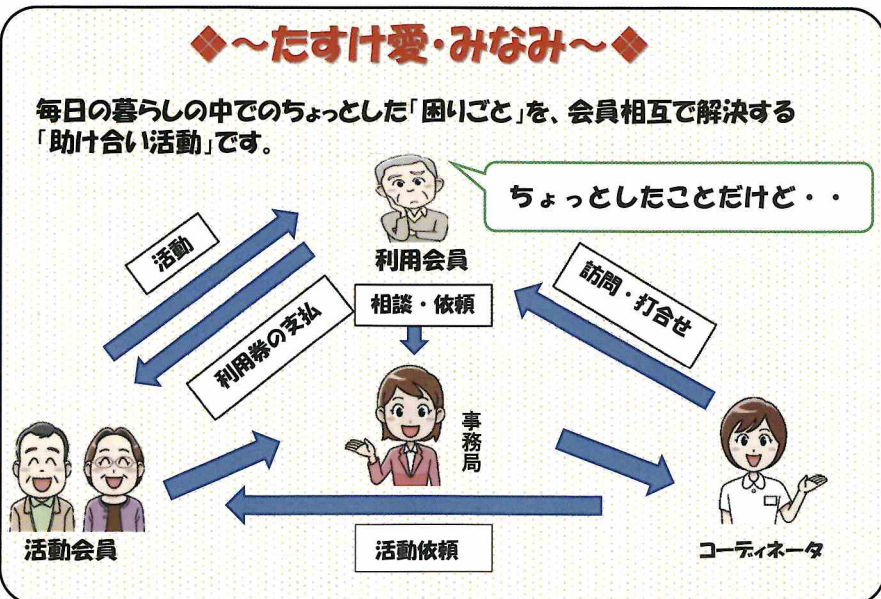 ◆~たすけ愛・みなみ~◆
毎日の暮らしの中でのちょっとした「困りごと」を、会員相互で解決する
「助け合い活動」です。
ちょっとしたことだけど・・
利用会員
活動
利用券の支払
相談・依頼
訪問・打合せ
事務局
活動会員
活動依頼
コーディネータ